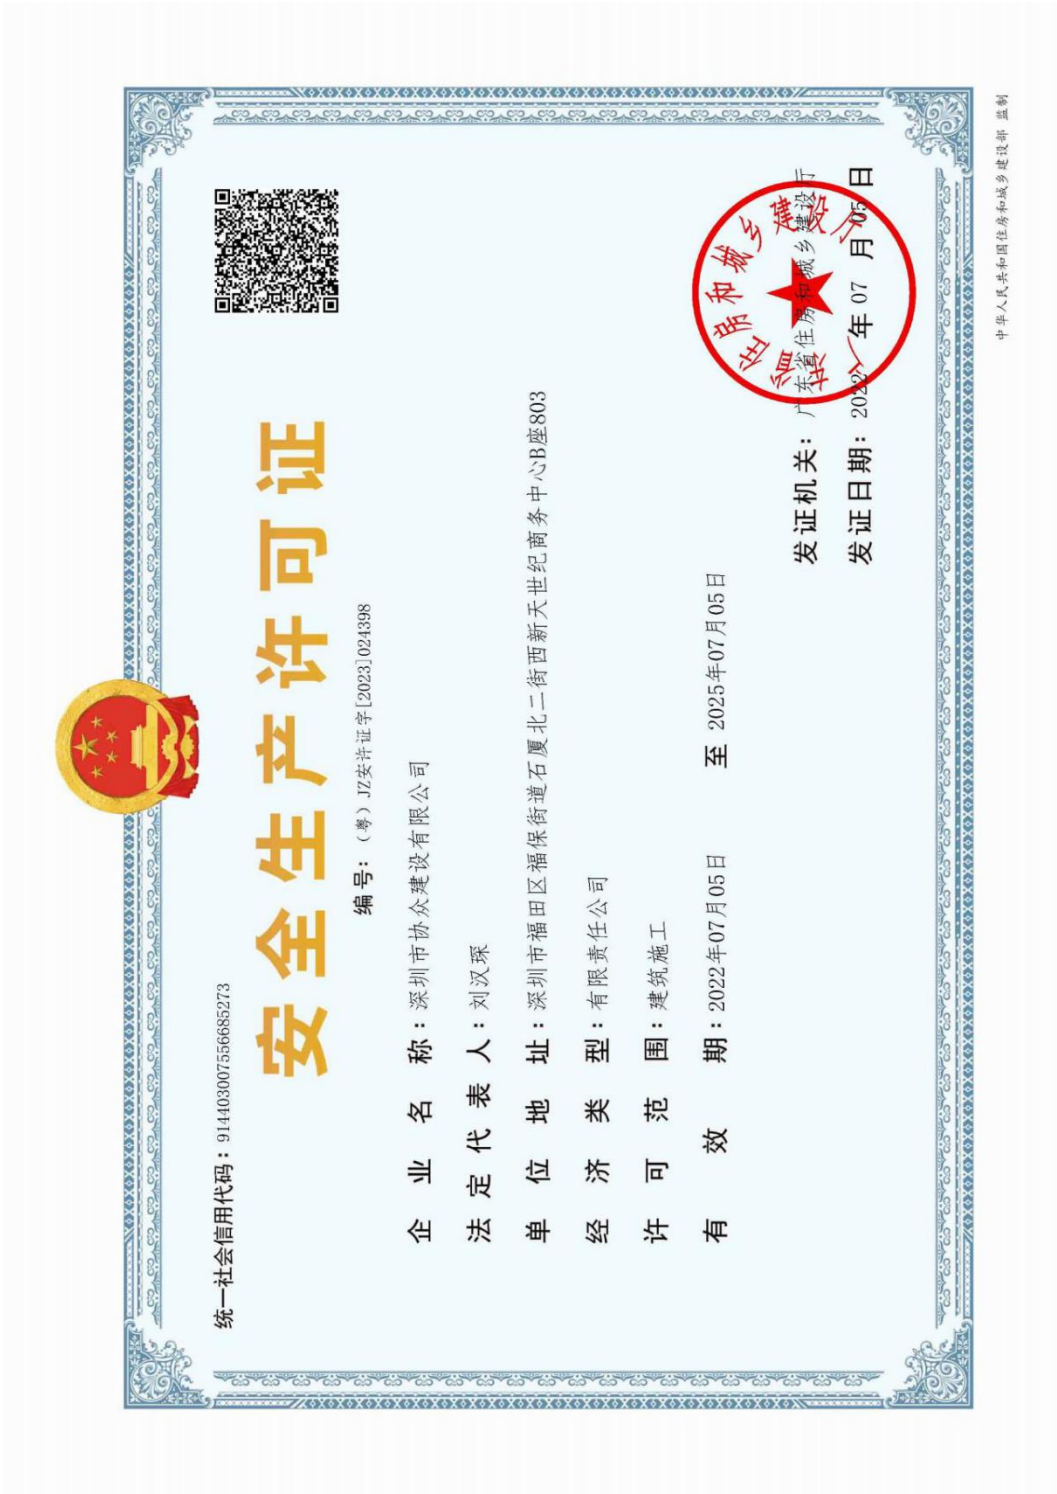 统一社会信用代码：914403007556685273
安全生产许可证
编号：（粤）JZ安许证字[2023]024398
企业名称：深圳市协众建设有限公司
法定代表人：刘汉琛
单位地址：深圳市福田区福保街道石厦北二街西新天世纪商务中心B座803
经济类型：有限责任公司
许可范围：建筑施工
有效期：2022年07月05日 至 2025年07月05日
发证机关：广东省住房和城乡建设厅
发证日期：2022年07月05日
广东省住房和城乡建设厅
中华人民共和国住房和城乡建设部 监制